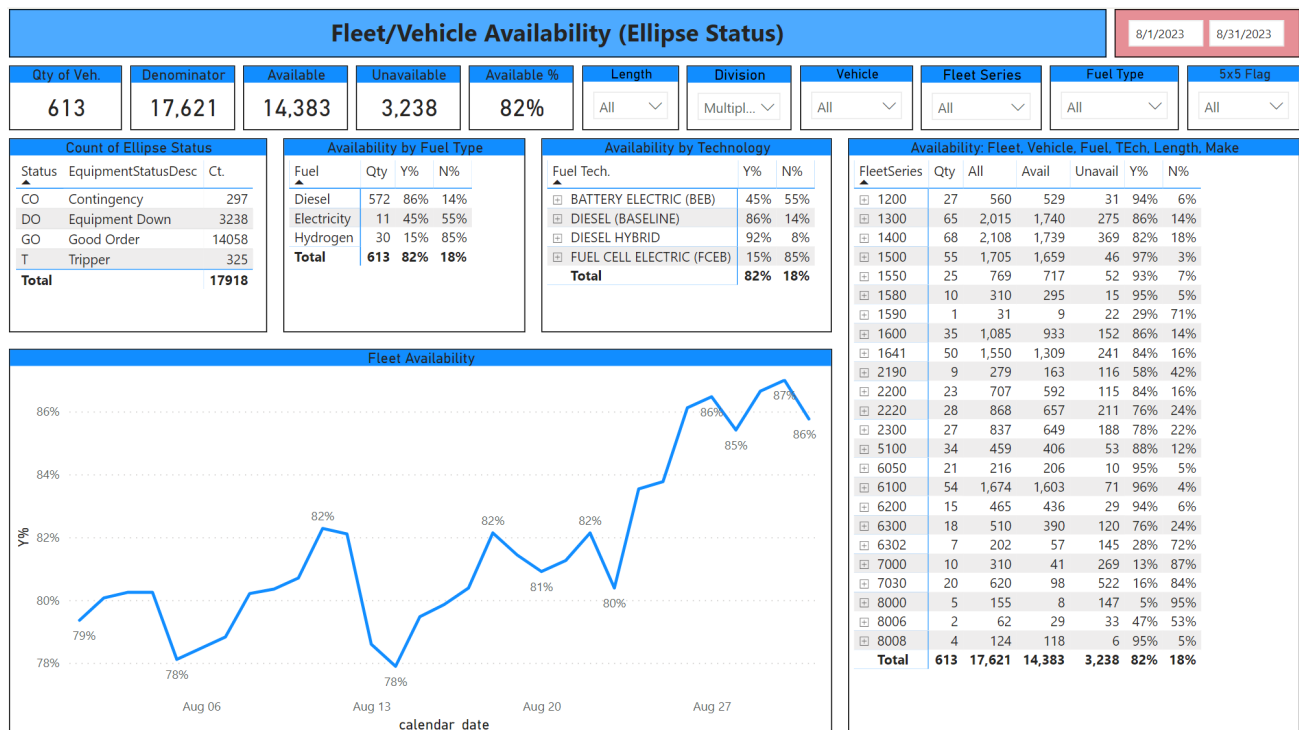 Fleet/Vehicle Availability (Ellipse Status)
8/1/2023 8/31/2023
Qty of Veh. Denominator Available Unavailable Available % Length Division Vehicle Fleet Series Fuel Type 5x5 Flag
613 17,621 14,383 3,238 82% All Multipl... All All All All
Count of Ellipse Status
Status EquipmentStatusDesc Ct.
CO Contingency 297
DO Equipment Down 3238
GO Good Order 14058
T Tripper 325
Total 17918
Availability by Fuel Type
Fuel Qty Y% N%
Diesel 572 86% 14%
Electricity 11 45% 55%
Hydrogen 30 15% 85%
Total 613 82% 18%
Availability by Technology
Fuel Tech. Y% N%
BATTERY ELECTRIC (BEB) 45% 55%
DIESEL (BASELINE) 86% 14%
DIESEL HYBRID 92% 8%
FUEL CELL ELECTRIC (FCEB) 15% 85%
Total 82% 18%
Availability: Fleet, Vehicle, Fuel, TEch, Length, Make
FleetSeries Qty All Avail Unavail Y% N%
1200 27 560 529 31 94% 6%
1300 65 2,015 1,740 275 86% 14%
1400 68 2,108 1,739 369 82% 18%
1500 55 1,705 1,659 46 97% 3%
1550 25 769 717 52 93% 7%
1580 10 310 295 15 95% 5%
1590 1 31 9 22 29% 71%
1600 35 1,085 933 152 86% 14%
1641 50 1,550 1,309 241 84% 16%
2190 9 279 163 116 58% 42%
2200 23 707 592 115 84% 16%
2220 28 868 657 211 76% 24%
2300 27 837 649 188 78% 22%
5100 34 459 406 53 88% 12%
6050 21 216 206 10 95% 5%
6100 54 1,674 1,603 71 96% 4%
6200 15 465 436 29 94% 6%
6300 18 510 390 120 76% 24%
6302 7 202 57 145 28% 72%
7000 10 310 41 269 13% 87%
7030 20 620 98 522 16% 84%
8000 5 155 8 147 5% 95%
8006 2 62 29 33 47% 53%
8008 4 124 118 6 95% 5%
Total 613 17,621 14,383 3,238 82% 18%
Fleet Availability
Y%
86%
84%
82%
80%
78%
79%
78%
82%
78%
82%
81%
82%
80%
86%
85%
87%
86%
Aug 06 Aug 13 Aug 20 Aug 27
calendar_date